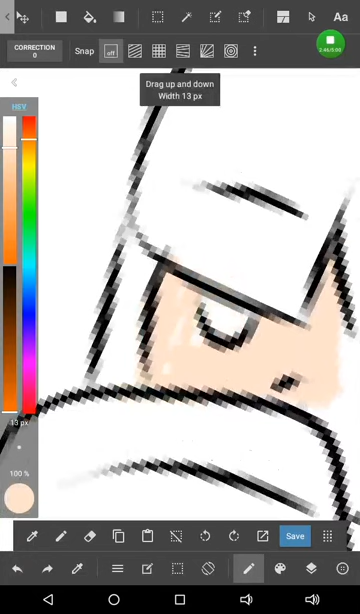 Aa
CORRECTION
0
Snap
off
2:46/5:00
Drag up and down
Width 13 px
HSV
13 px
100 %
Save